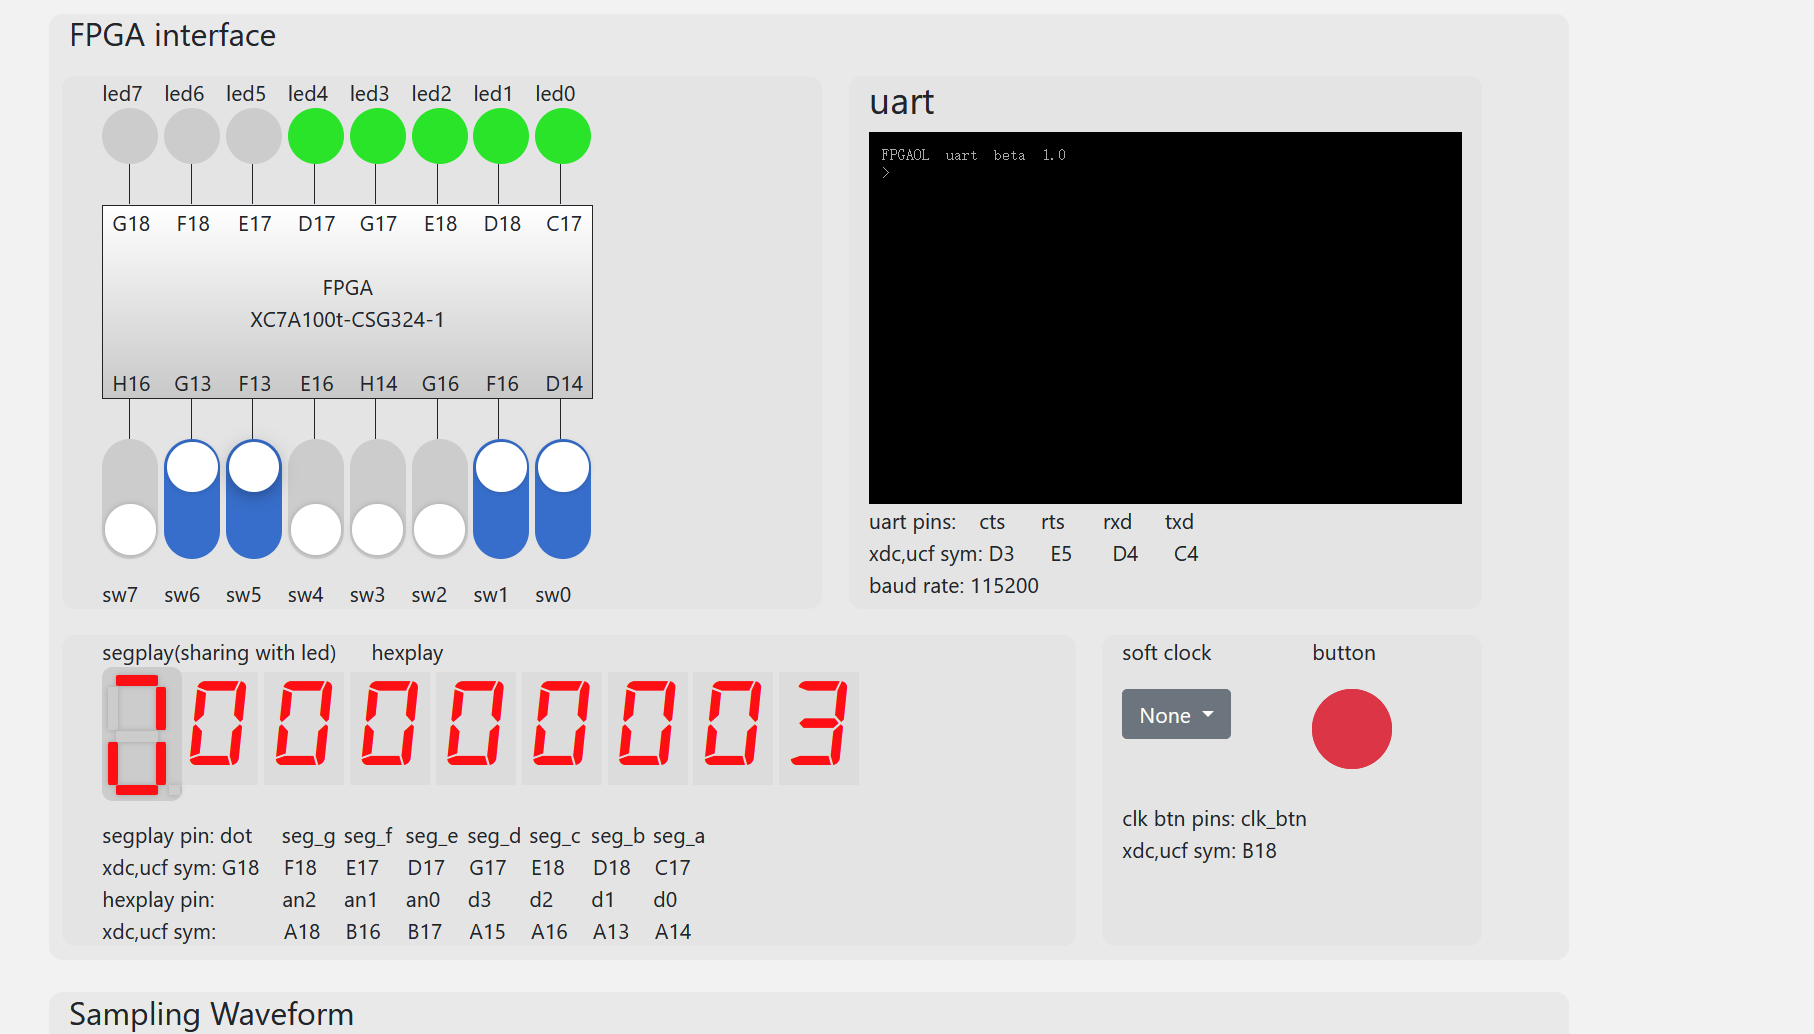 FPGA interface
led7 led6 led5 led4 led3 led2 led1 led0
G18 F18 E17 D17 G17 E18 D18 C17
FPGA
XC7A100t-CSG324-1
H16 G13 F13 E16 H14 G16 F16 D14
sw7 sw6 sw5 sw4 sw3 sw2 sw1 sw0
uart
FPGAOL uart beta 1.0
>
uart pins: cts rts rxd txd
xdc,ucf sym: D3 E5 D4 C4
baud rate: 115200
segplay(sharing with led) hexplay
00000003
segplay pin: dot seg_g seg_f seg_e seg_d seg_c seg_b seg_a
xdc,ucf sym: G18 F18 E17 D17 G17 E18 D18 C17
hexplay pin: an2 an1 an0 d3 d2 d1 d0
xdc,ucf sym: A18 B16 B17 A15 A16 A13 A14
soft clock button
None
clk btn pins: clk_btn
xdc,ucf sym: B18
Sampling Waveform